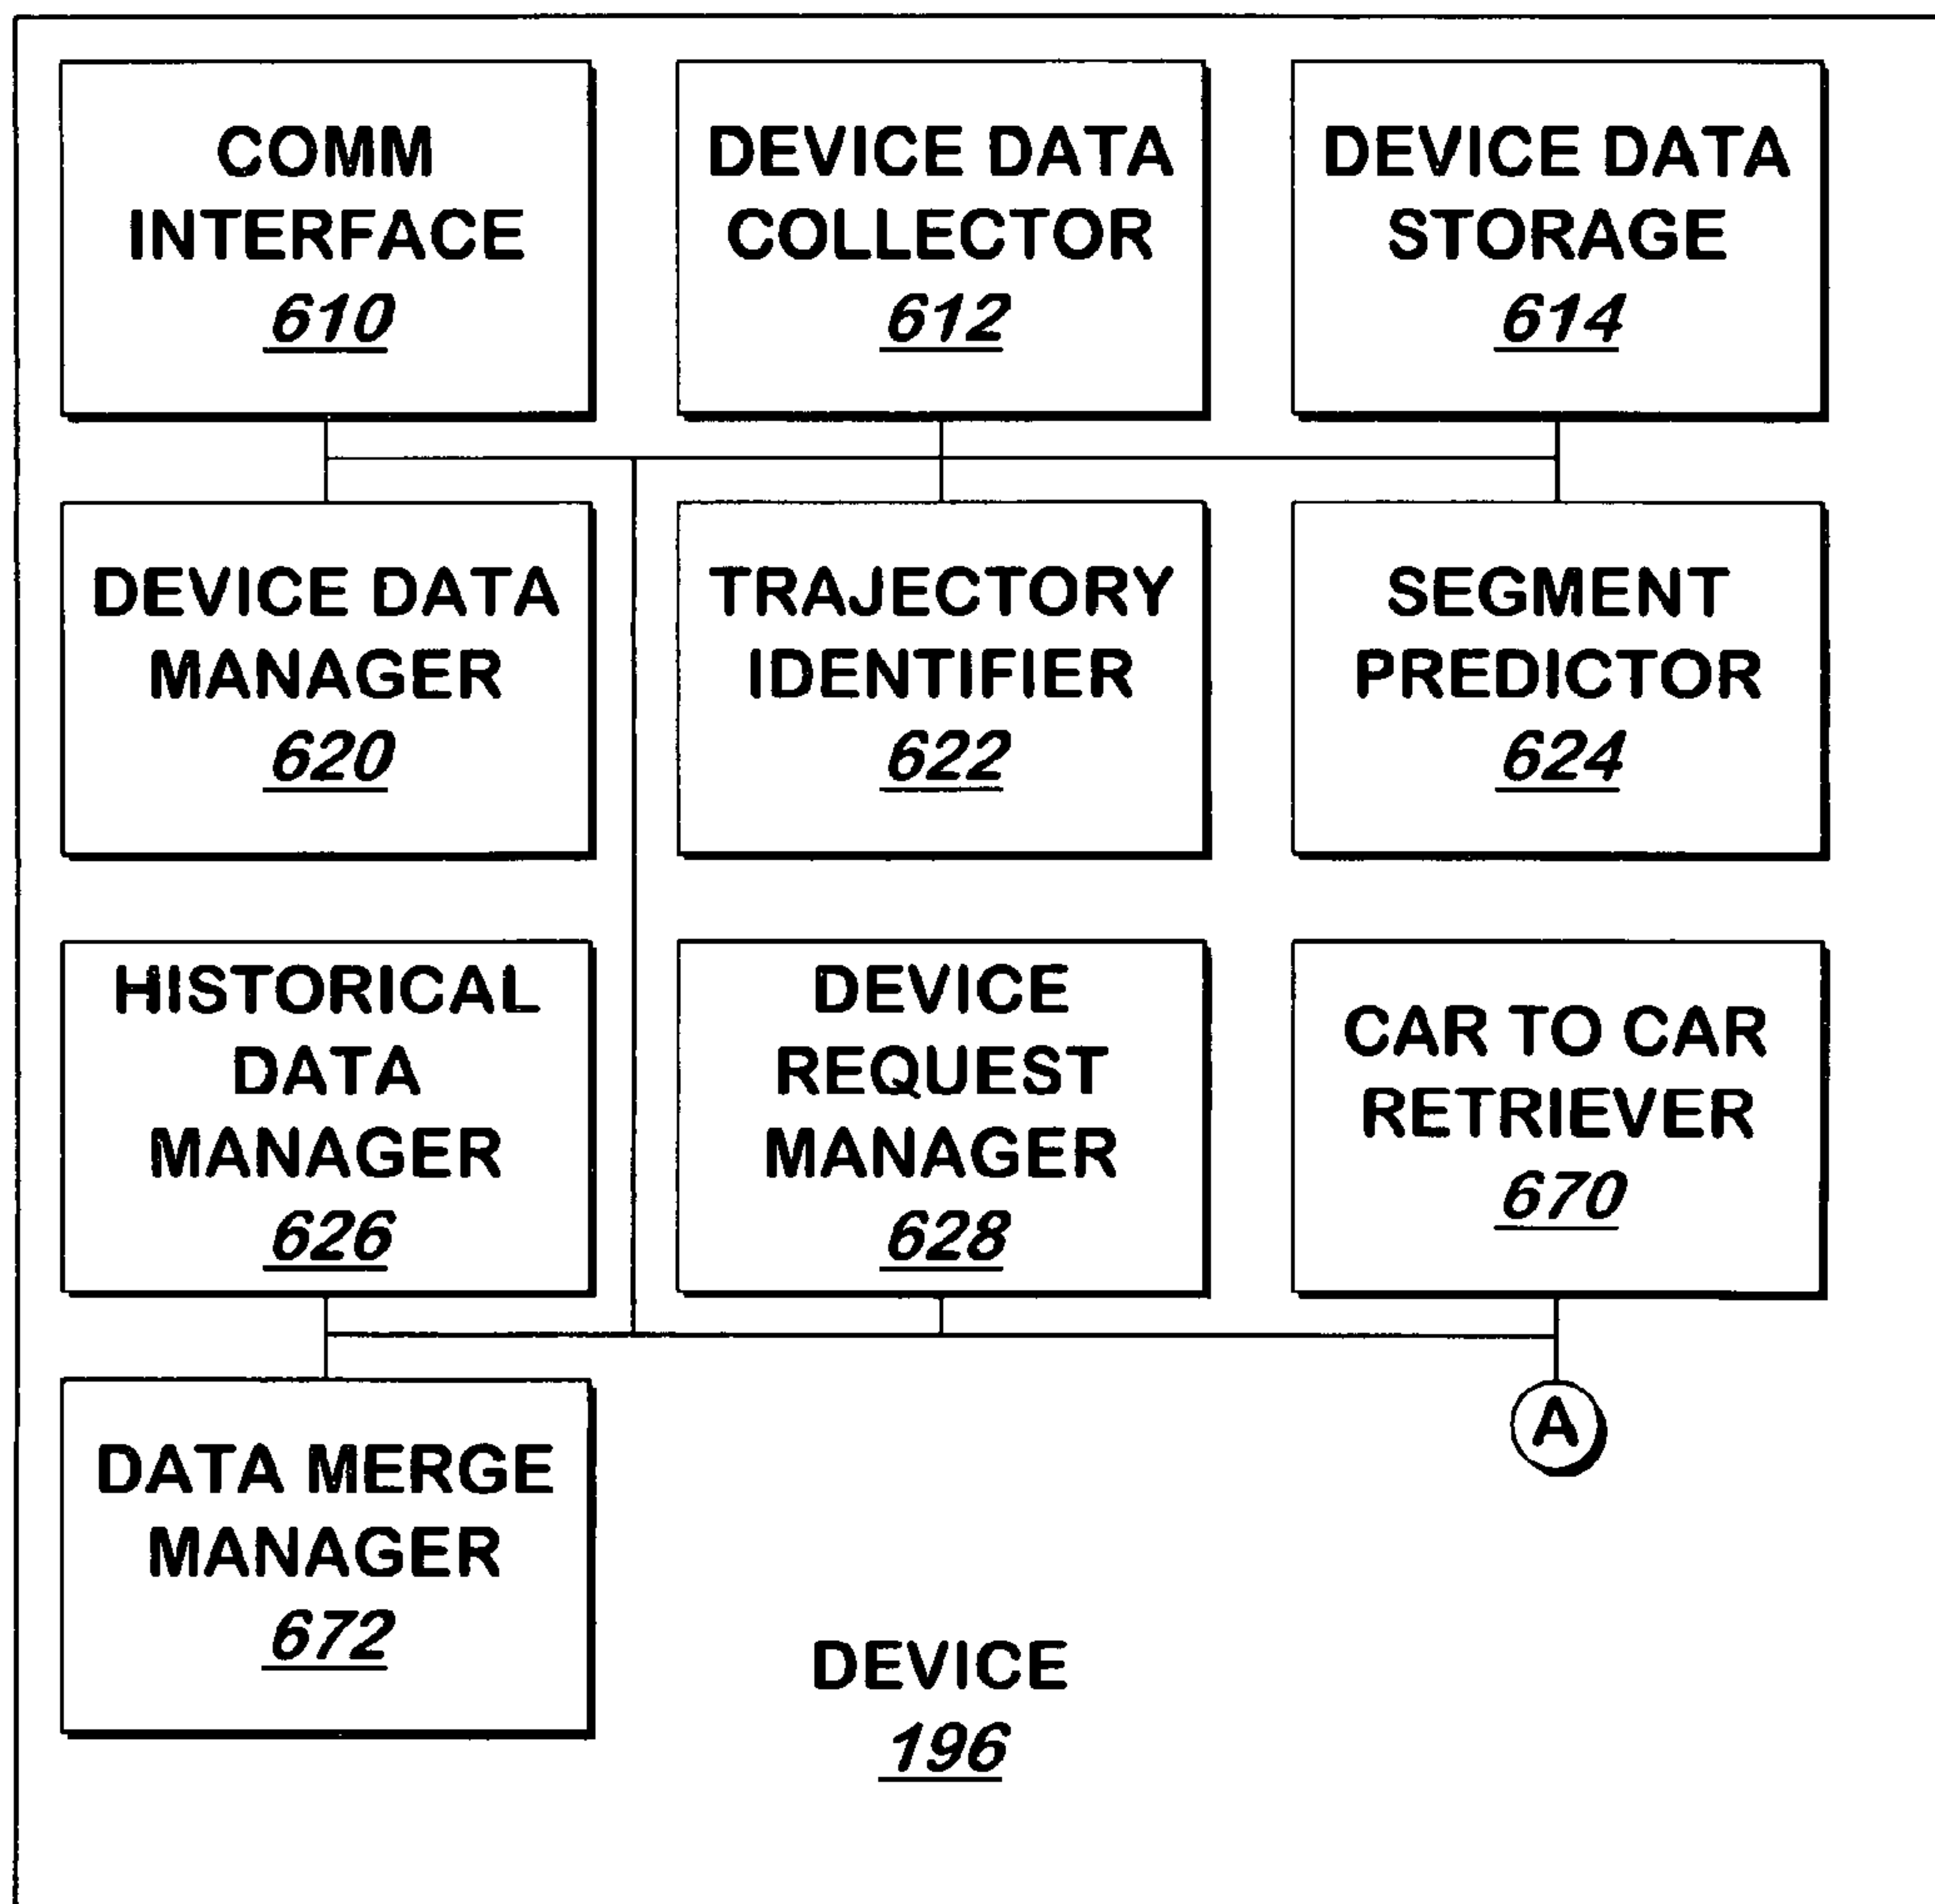 COMM
INTERFACE
610
DEVICE DATA
COLLECTOR
612
DEVICE DATA
STORAGE
614
DEVICE DATA
MANAGER
620
TRAJECTORY
IDENTIFIER
622
SEGMENT
PREDICTOR
624
HISTORICAL
DATA
MANAGER
626
DEVICE
REQUEST
MANAGER
628
CAR TO CAR
RETRIEVER
670
A
DATA MERGE
MANAGER
672
DEVICE
196